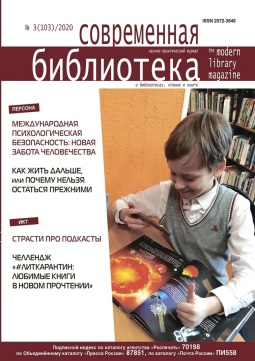 № 3(103)/2020
ISSN 2072-3849
современная
научно-практический журнал
библиотека
the modern
library
magazine
о библиотеках, чтении и книге
ПЕРСОНА
МЕЖДУНАРОДНАЯ
ПСИХОЛОГИЧЕСКАЯ
БЕЗОПАСНОСТЬ: НОВАЯ
ЗАБОТА ЧЕЛОВЕЧЕСТВА
КАК ЖИТЬ ДАЛЬШЕ,
ИЛИ ПОЧЕМУ НЕЛЬЗЯ
ОСТАТЬСЯ ПРЕЖНИМИ
ИКТ
СТРАСТИ ПРО ПОДКАСТЫ
ЧЕЛЛЕНДЖ
«#ЛИТКАРАНТИН:
ЛЮБИМЫЕ КНИГИ
В НОВОМ ПРОЧТЕНИИ»
Подписной индекс по каталогу агентства «Роспечать» 70198
по Объединённому каталогу «Пресса России» 87851, по каталогу «Почта России» ПИ558